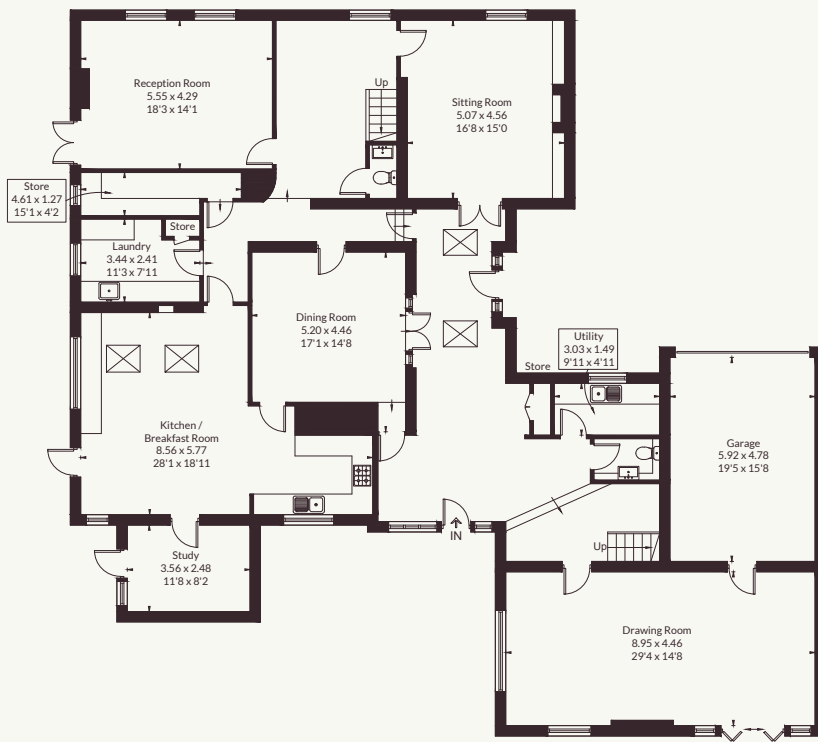 Reception Room
5.55 x 4.29
18'3 x 14'1
Up
Sitting Room
5.07 x 4.56
16'8 x 15'0
Store
4.61 x 1.27
15'1 x 4'2
Store
Laundry
3.44 x 2.41
11'3 x 7'11
Dining Room
5.20 x 4.46
17'1 x 14'8
Utility
3.03 x 1.49
9'11 x 4'11
Store
Kitchen /
Breakfast Room
8.56 x 5.77
28'1 x 18'11
Garage
5.92 x 4.78
19'5 x 15'8
IN
Up
Study
3.56 x 2.48
11'8 x 8'2
Drawing Room
8.95 x 4.46
29'4 x 14'8